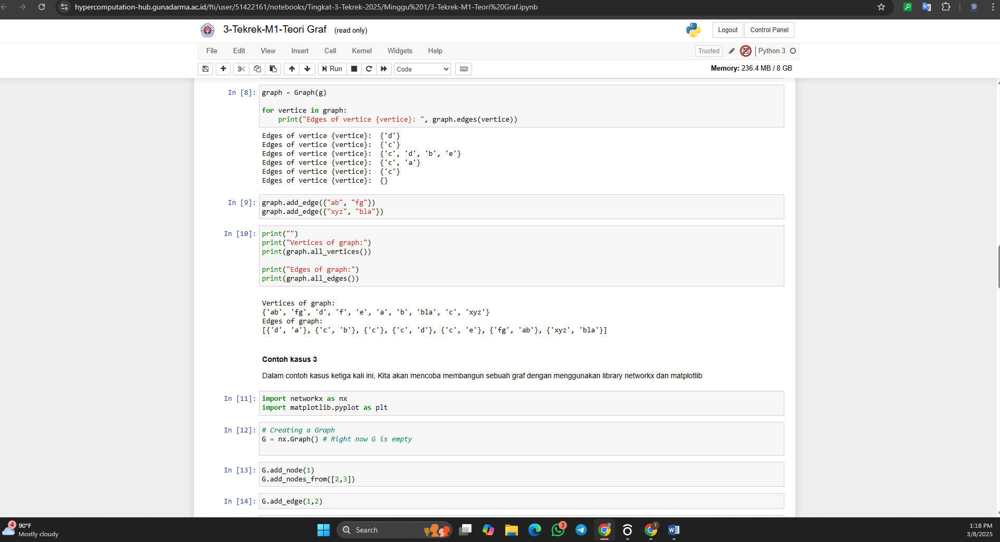 hypercomputation-hub.gunadarma.ac.id/fti/user/51422161/notebooks/Tingkat-3-Tekrek-2025/Minggu%201/3-Tekrek-M1-Teori%20Graf.ipynb
3-Tekrek-M1-Teori Graf (read only)
Logout
Control Panel
File Edit View Insert Cell Kernel Widgets Help
Trusted
Python 3
Run
Code
Memory: 236.4 MB / 8 GB
In [8]: graph = Graph(g)
for vertice in graph:
    print("Edges of vertice {vertice}: ", graph.edges(vertice))
Edges of vertice {vertice}:  {'d'}
Edges of vertice {vertice}:  {'c'}
Edges of vertice {vertice}:  {'c', 'd', 'b', 'e'}
Edges of vertice {vertice}:  {'c', 'a'}
Edges of vertice {vertice}:  {'c'}
Edges of vertice {vertice}:  {}
In [9]: graph.add_edge({"ab", "fg"})
graph.add_edge({"xyz", "bla"})
In [10]: print("")
print("Vertices of graph:")
print(graph.all_vertices())
print("Edges of graph:")
print(graph.all_edges())
Vertices of graph:
{'ab', 'fg', 'd', 'f', 'e', 'a', 'b', 'bla', 'c', 'xyz'}
Edges of graph:
[{'d', 'a'}, {'c', 'b'}, {'c'}, {'c', 'd'}, {'c', 'e'}, {'fg', 'ab'}, {'xyz', 'bla'}]
Contoh kasus 3
Dalam contoh kasus ketiga kali ini, Kita akan mencoba membangun sebuah graf dengan menggunakan library networkx dan matplotlib
In [11]: import networkx as nx
import matplotlib.pyplot as plt
In [12]: # Creating a Graph
G = nx.Graph() # Right now G is empty
In [13]: G.add_node(1)
G.add_nodes_from([2,3])
In [14]: G.add_edge(1,2)
4
90°F
Mostly cloudy
Search
3
T
1:18 PM
3/8/2025